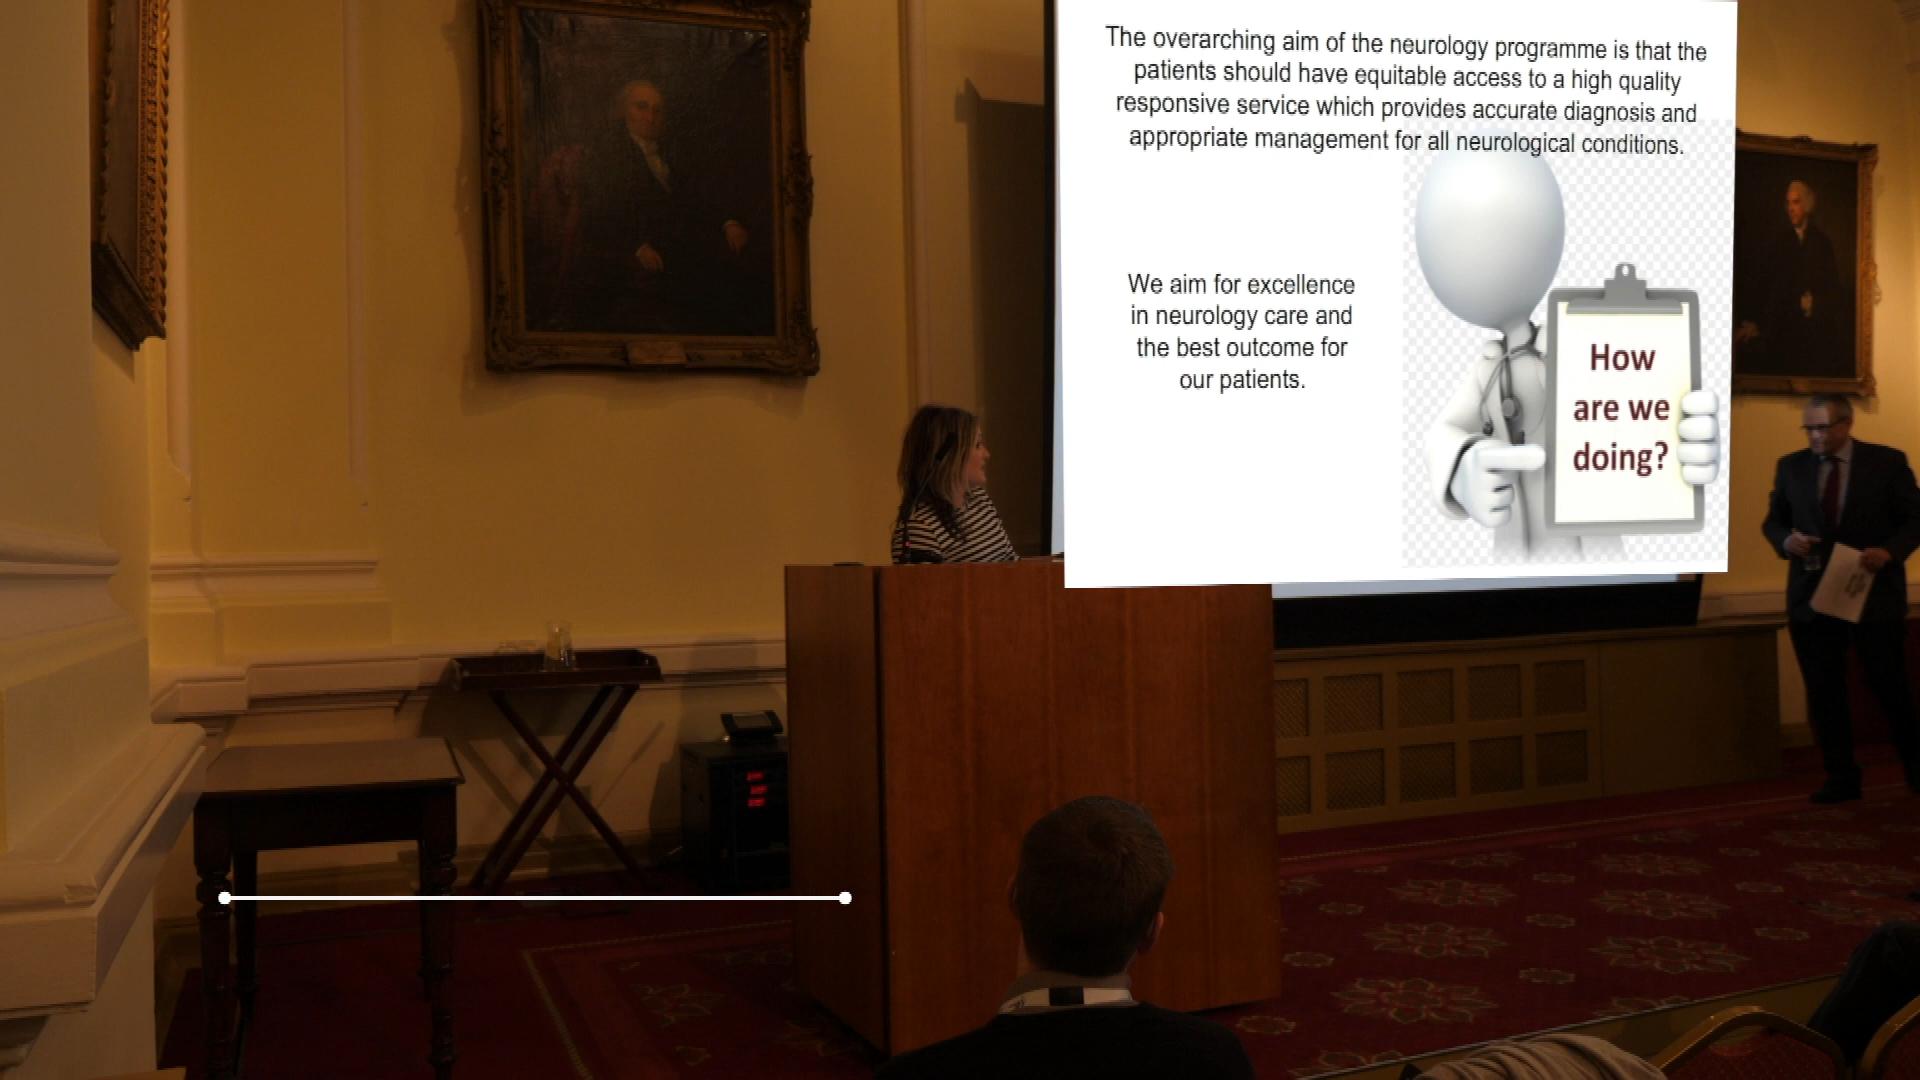 The overarching aim of the neurology programme is that the
patients should have equitable access to a high quality
responsive service which provides accurate diagnosis and
appropriate management for all neurological conditions.
We aim for excellence
in neurology care and
the best outcome for
our patients.
How
are we
doing?